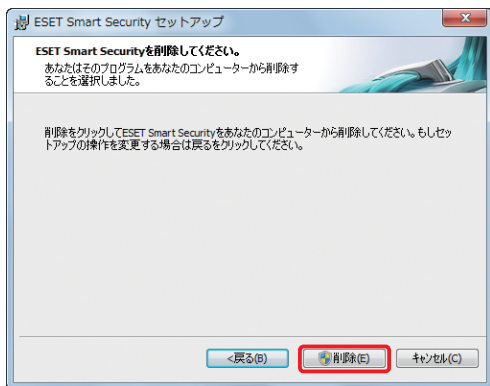 ESET Smart Security セットアップ
ESET Smart Securityを削除してください。
あなたはそのプログラムをあなたのコンピューターから削除す
ることを選択しました。
削除をクリックしてESET Smart Securityをあなたのコンピューターから削除してください。もしセッ
トアップの操作を変更する場合は戻るをクリックしてください。
<戻る(B)
削除(E)
キャンセル(C)